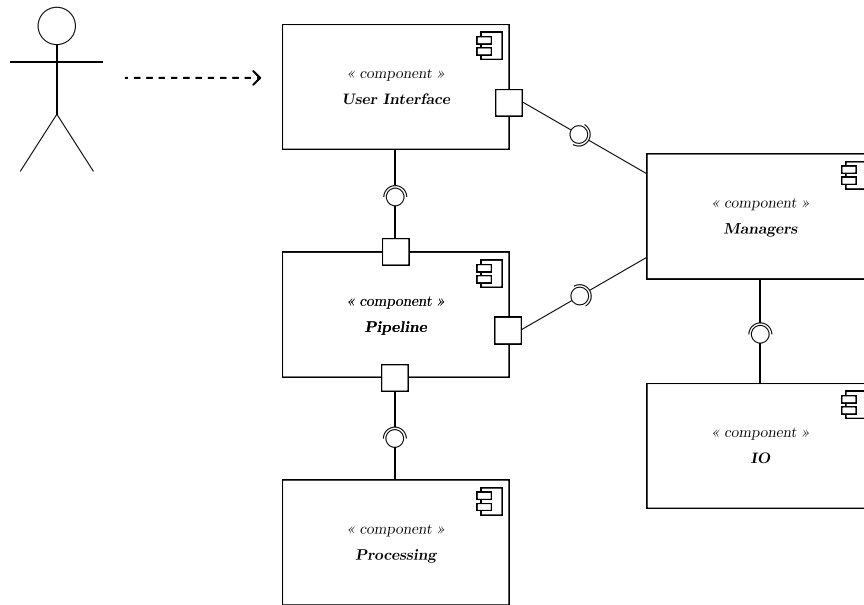 « component »
User Interface
« component »
Managers
« component »
Pipeline
« component »
IO
« component »
Processing